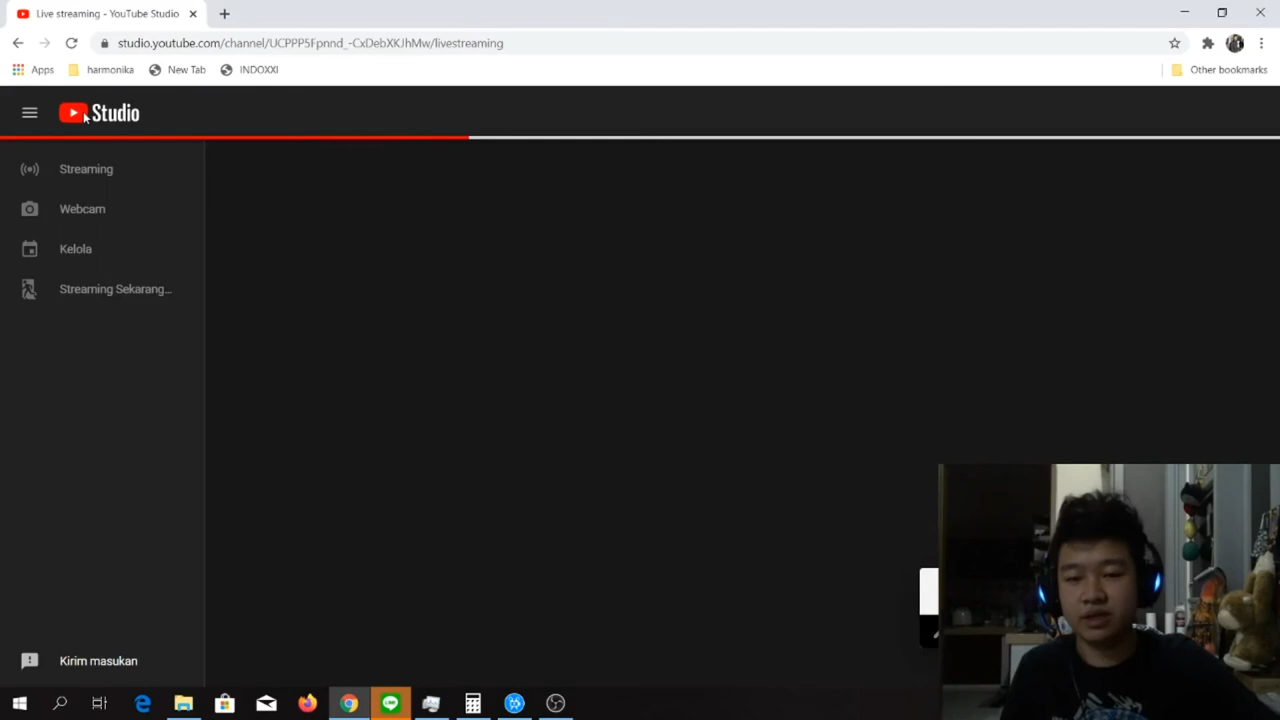 Live streaming - YouTube Studio
studio.youtube.com/channel/UCPPP5Fpnnd_-CxDebXKJhMw/livestreaming
Apps
harmonika
New Tab
INDOXXI
Other bookmarks
Studio
Streaming
Webcam
Kelola
Streaming Sekarang...
Kirim masukan
LINE